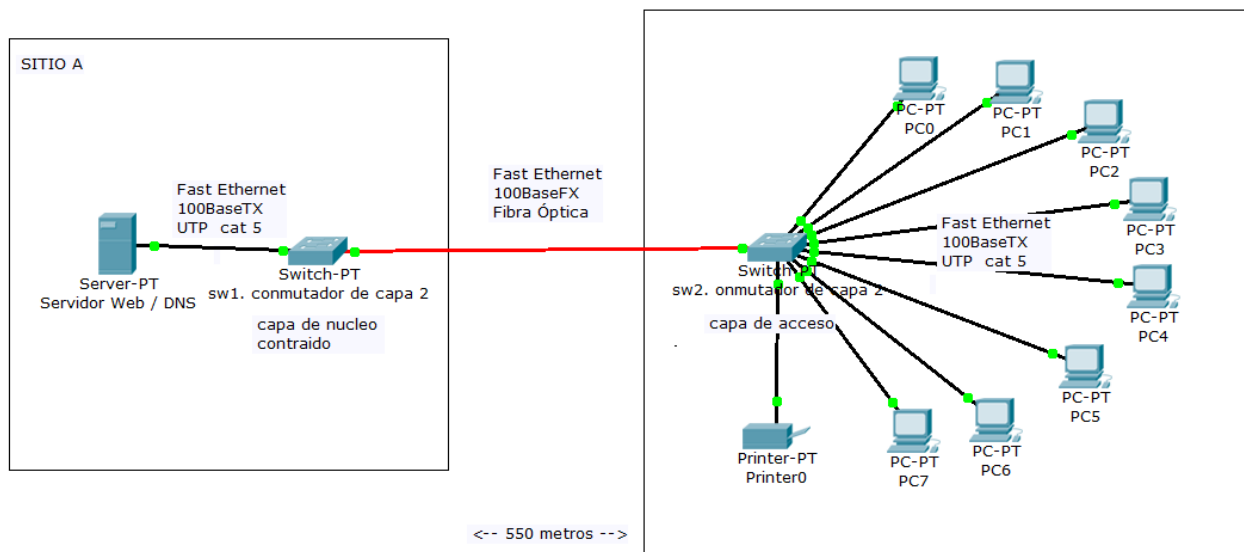 SITIO A
Fast Ethernet
100BaseTX
UTP cat 5
Server-PT
Servidor Web / DNS
Switch-PT
sw1. conmutador de capa 2
capa de nucleo
contraido
Fast Ethernet
100BaseFX
Fibra Óptica
<-- 550 metros -->
Switch-PT
sw2. onmutador de capa 2
capa de acceso
.
Fast Ethernet
100BaseTX
UTP cat 5
PC-PT
PC0
PC-PT
PC1
PC-PT
PC2
PC-PT
PC3
PC-PT
PC4
PC-PT
PC5
PC-PT
PC6
PC-PT
PC7
Printer-PT
Printer0